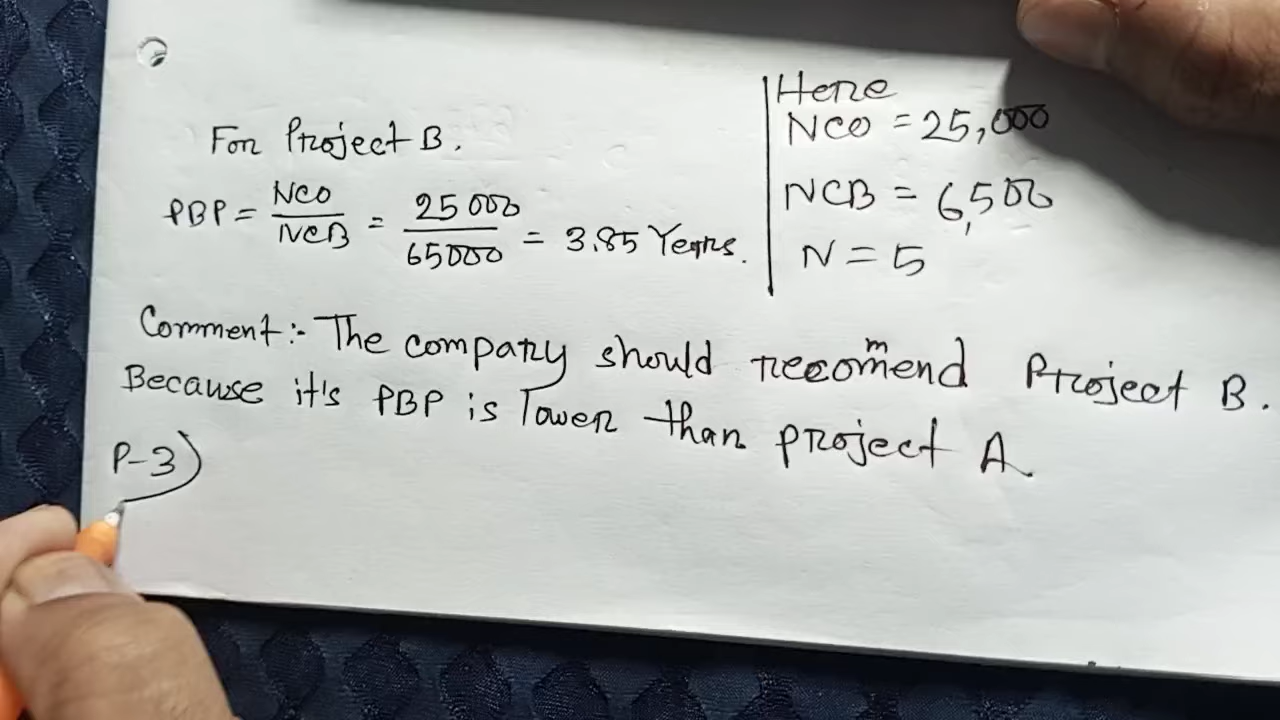 For Project B.
PBP = NCO / NCB = 25000 / 65000 = 3.85 Years.
Here
NCO = 25,000
NCB = 6,500
N = 5
Comment:- The company should recommend Project B.
Because it's PBP is lower than project A
P-3)